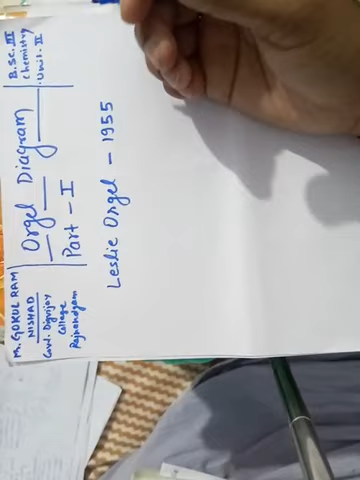 M. GOKUL RAM
NISHAD
Govt. Digvijay
College
Rajnandgaon
Orgel Diagram
Part - I
B.Sc. III
Chemistry
Unit - II
Leslie Orgel - 1955